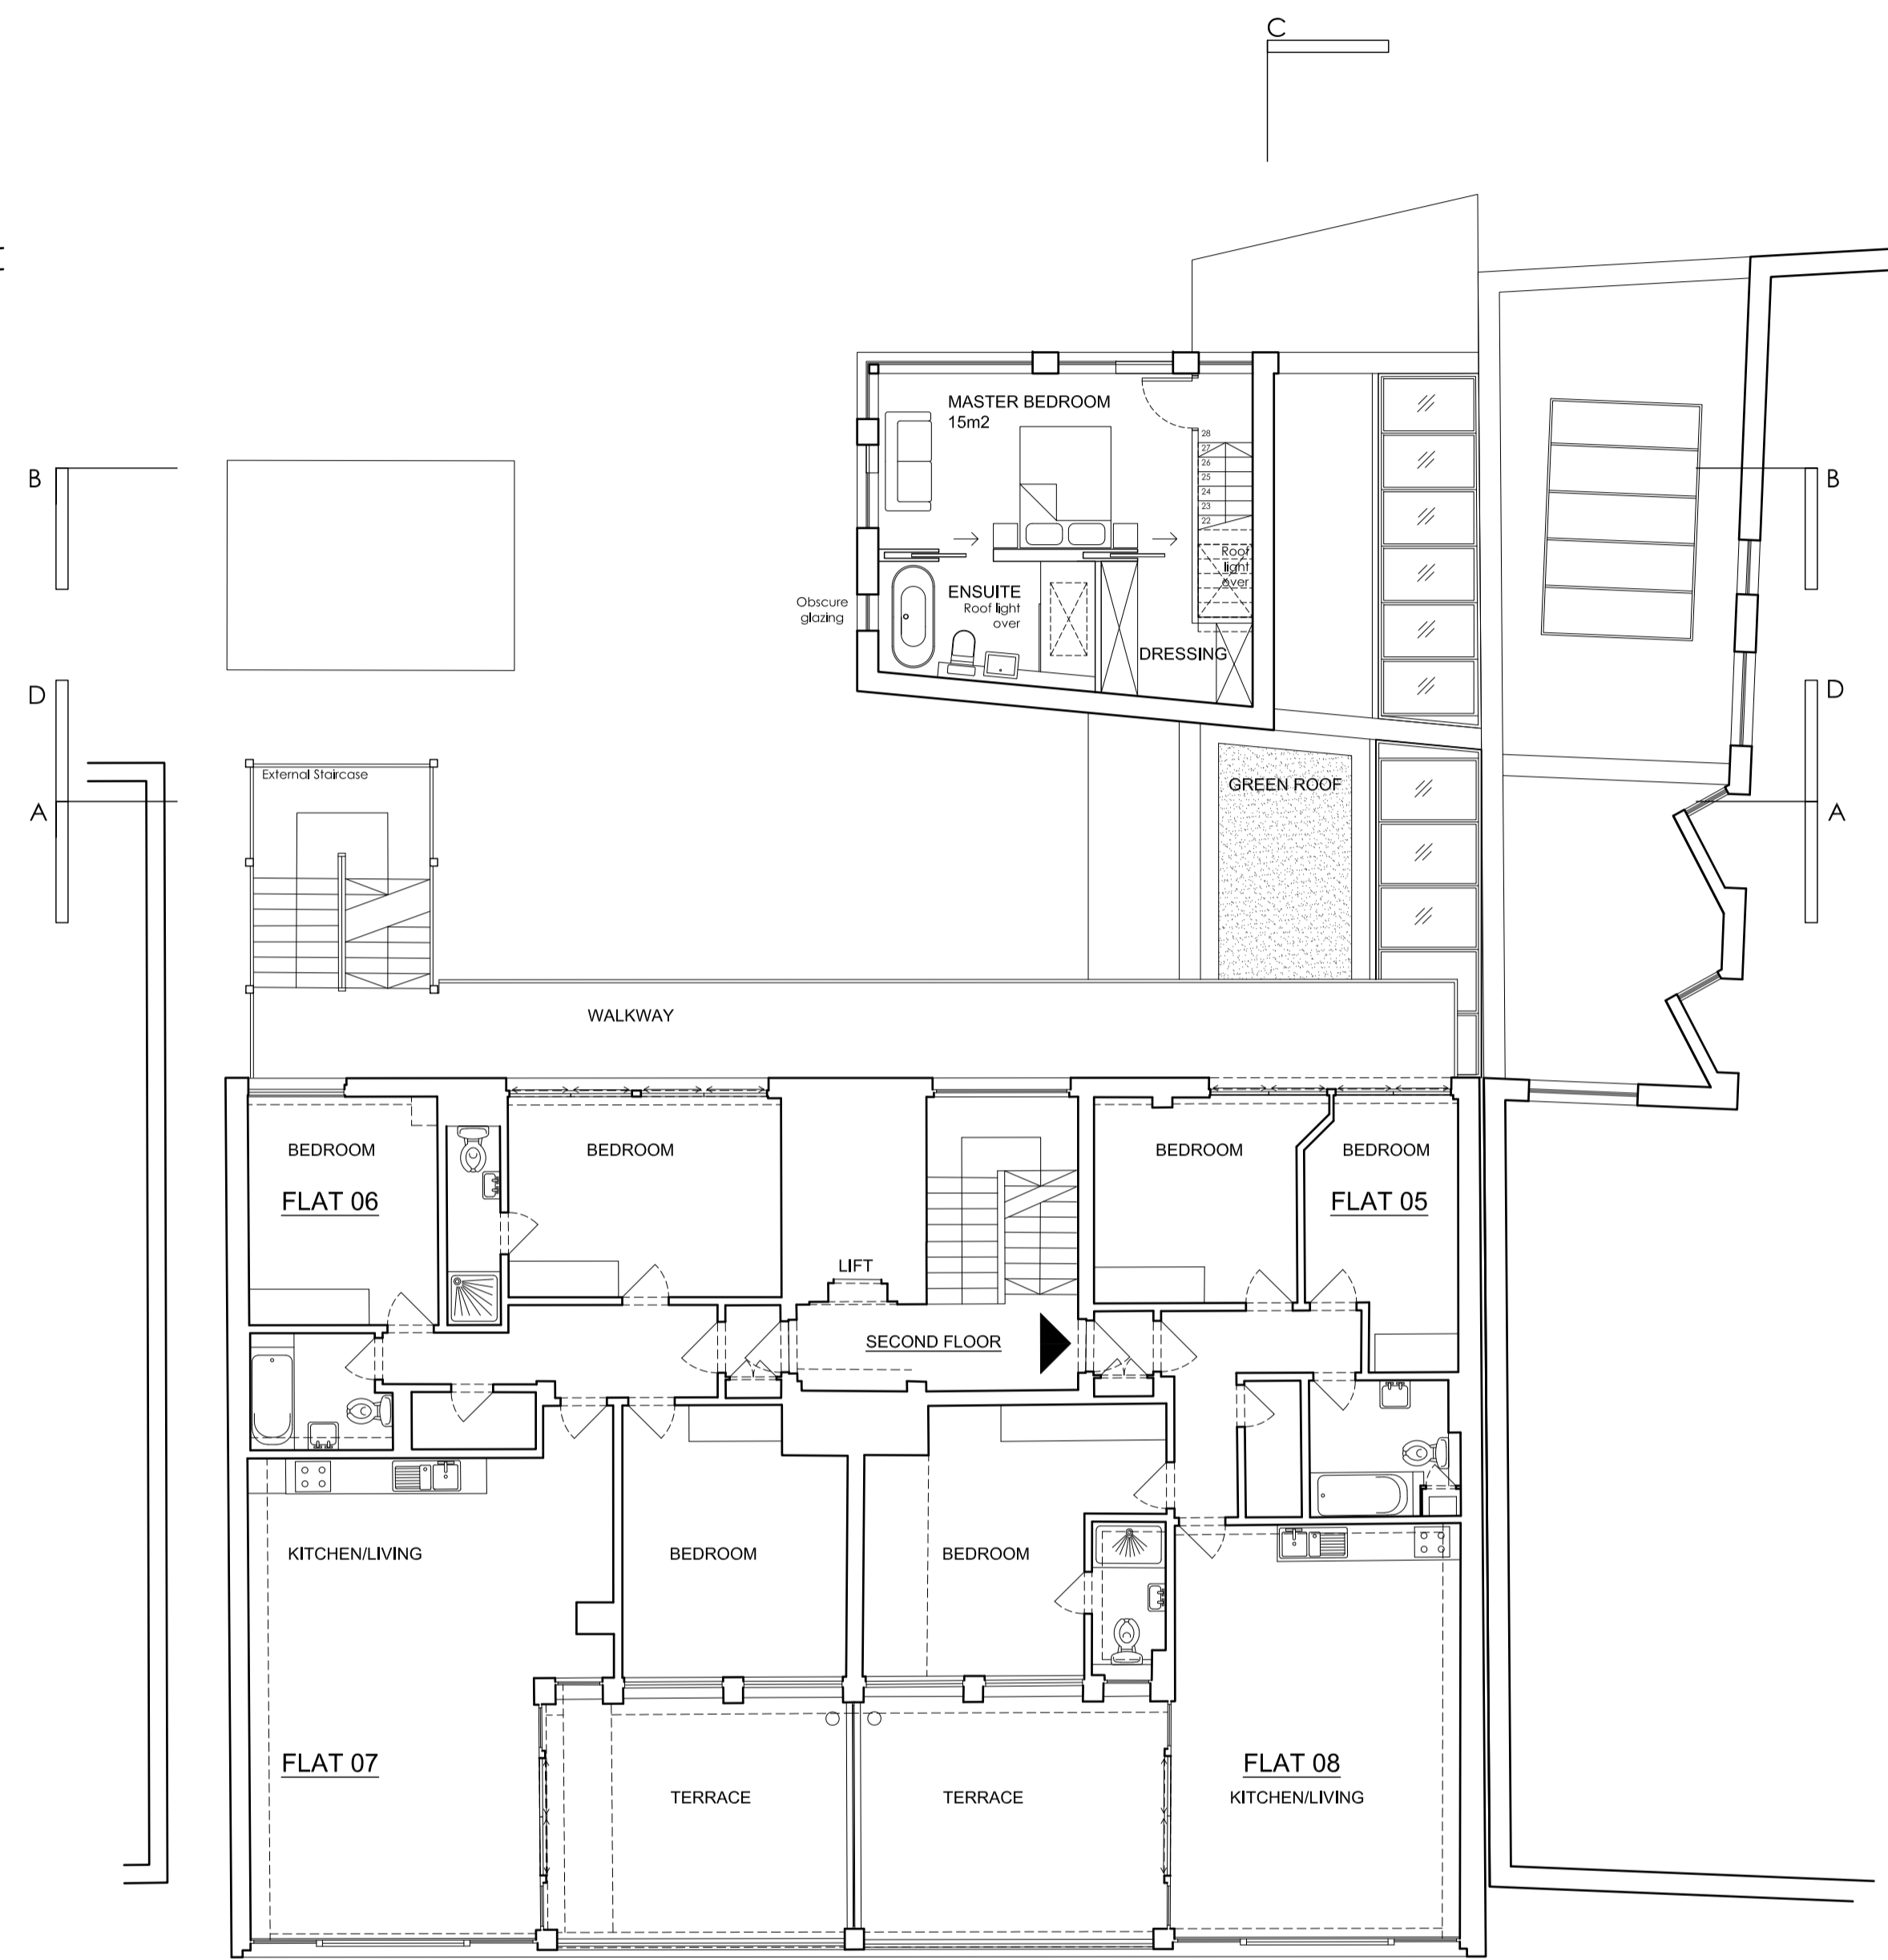 C
MASTER BEDROOM
15m2
28
27
26
25
24
23
22
B
B
Roof
light
over
ENSUITE
Roof light
over
Obscure
glazing
DRESSING
D
D
External Staircase
GREEN ROOF
A
A
WALKWAY
BEDROOM
BEDROOM
BEDROOM
BEDROOM
FLAT 06
FLAT 05
LIFT
SECOND FLOOR
KITCHEN/LIVING
BEDROOM
BEDROOM
FLAT 07
FLAT 08
TERRACE
TERRACE
KITCHEN/LIVING